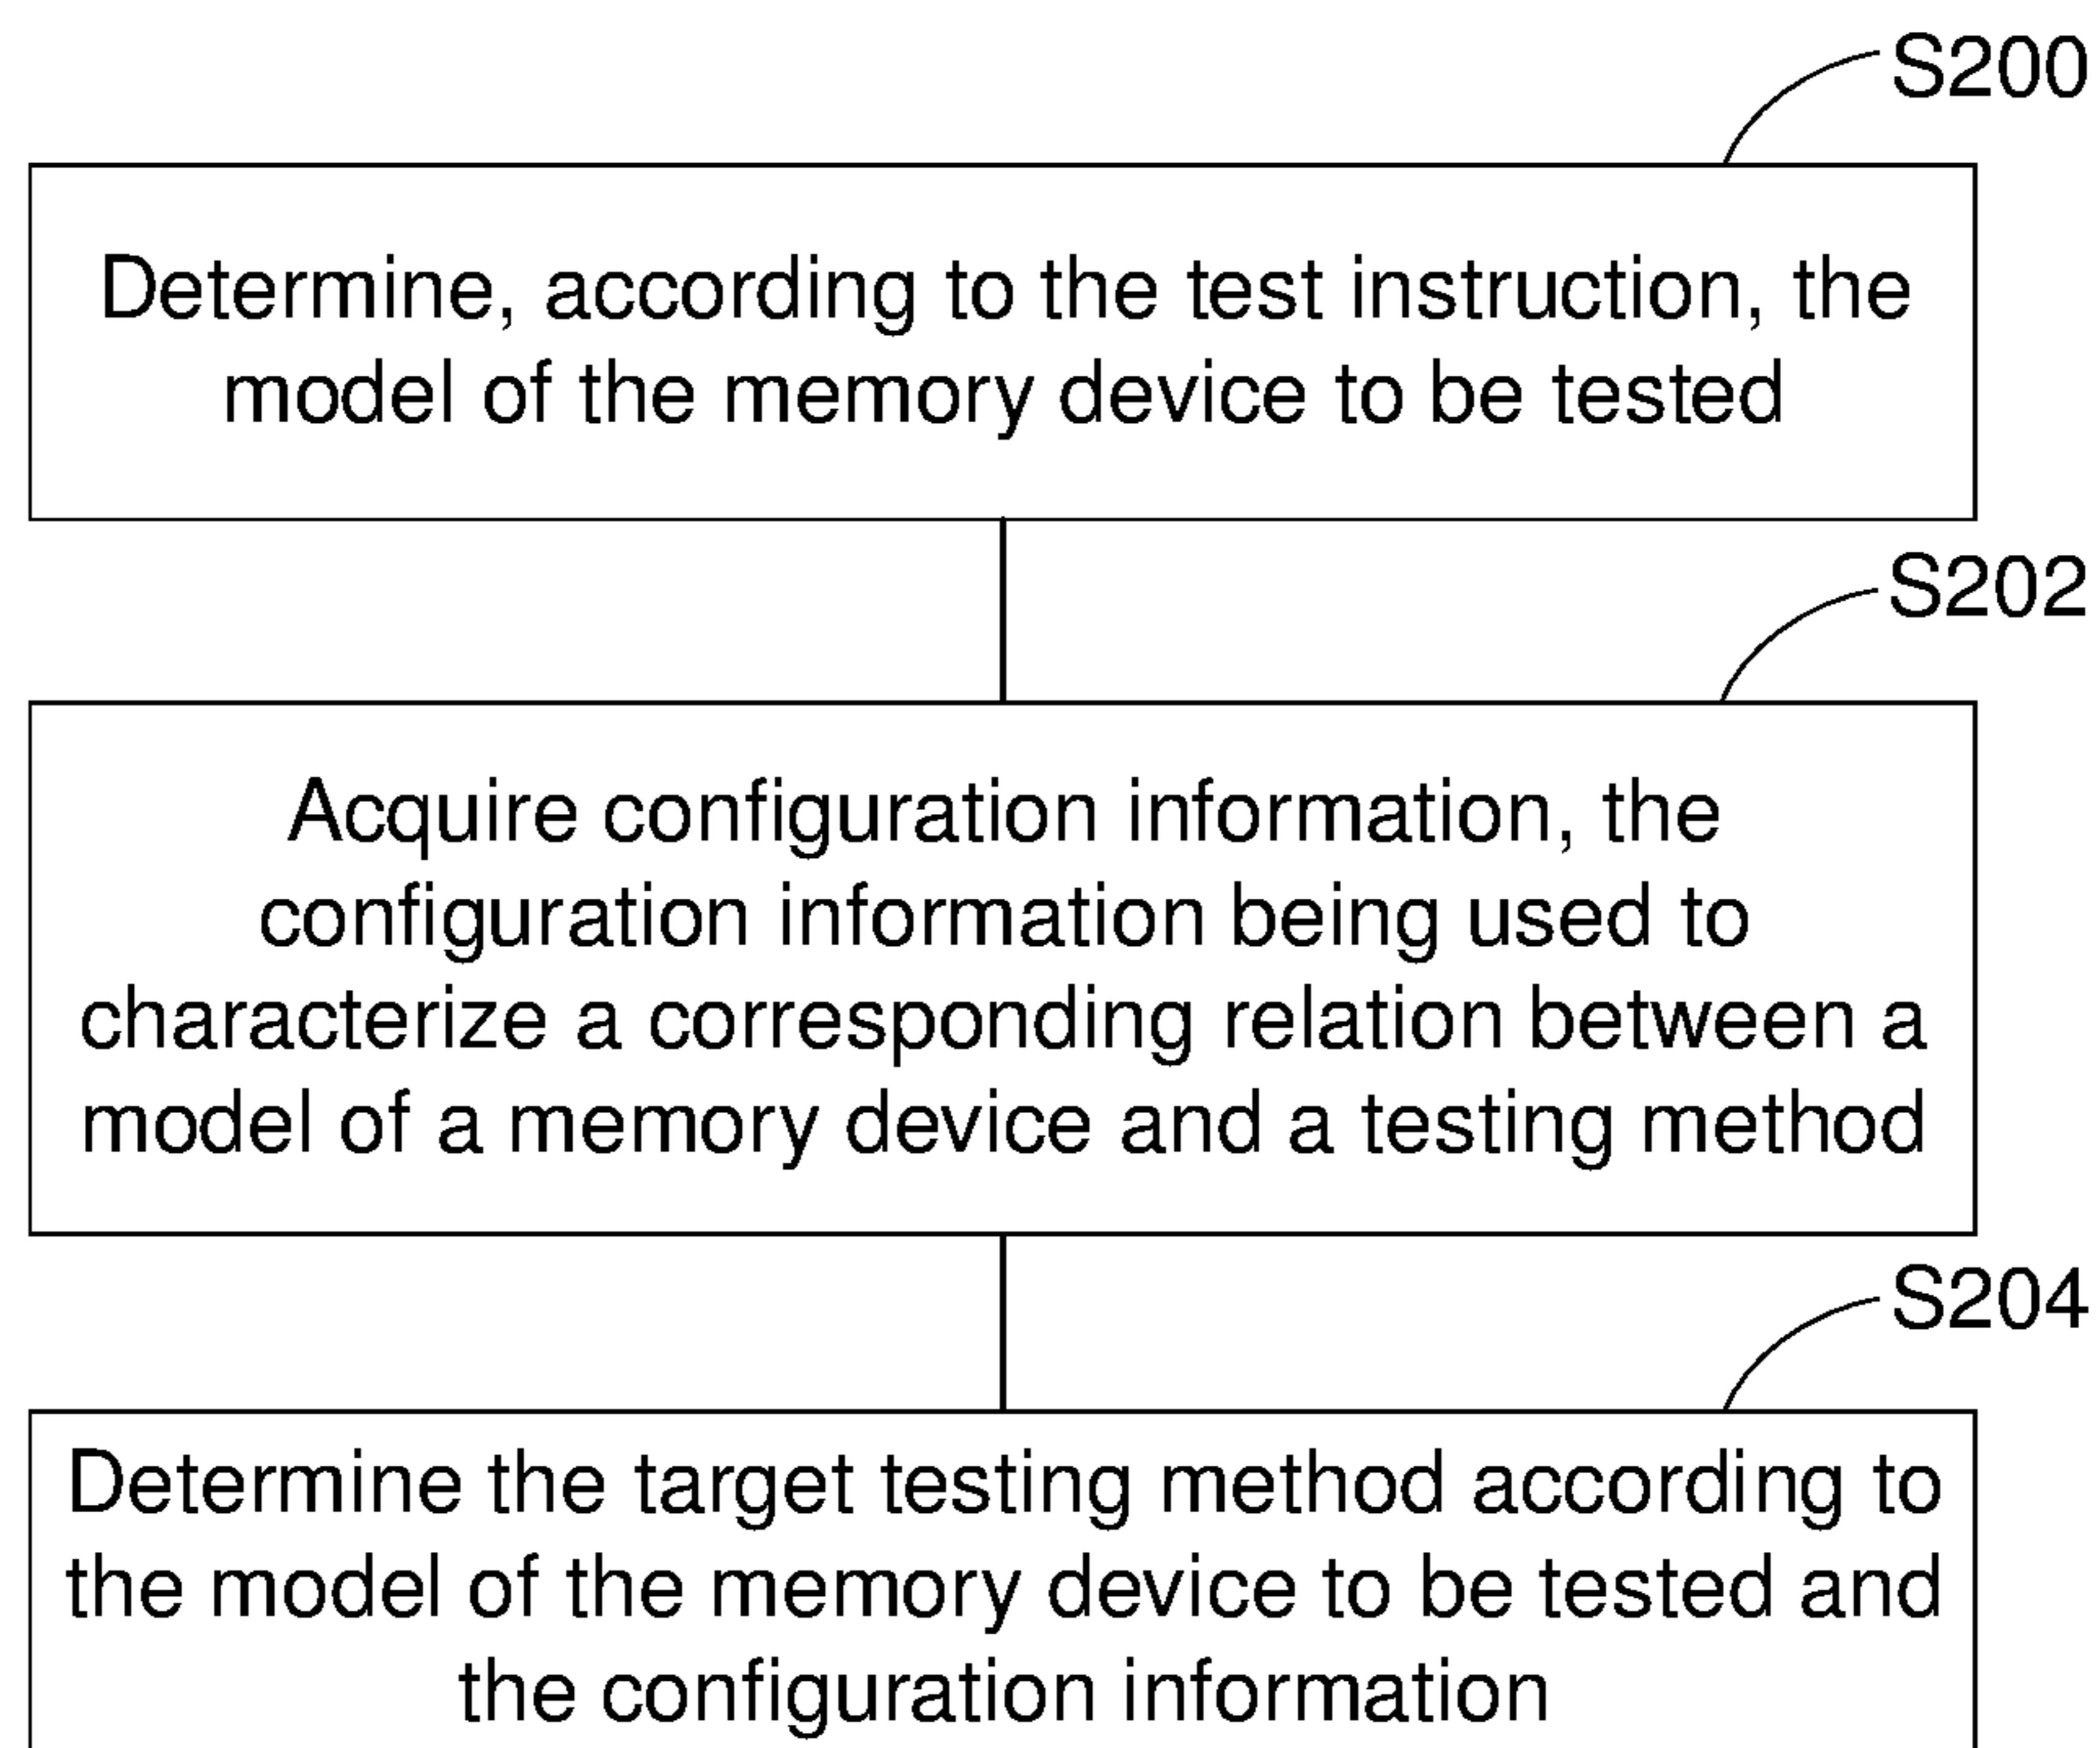 S200
Determine, according to the test instruction, the
model of the memory device to be tested
S202
Acquire configuration information, the
configuration information being used to
characterize a corresponding relation between a
model of a memory device and a testing method
S204
Determine the target testing method according to
the model of the memory device to be tested and
the configuration information